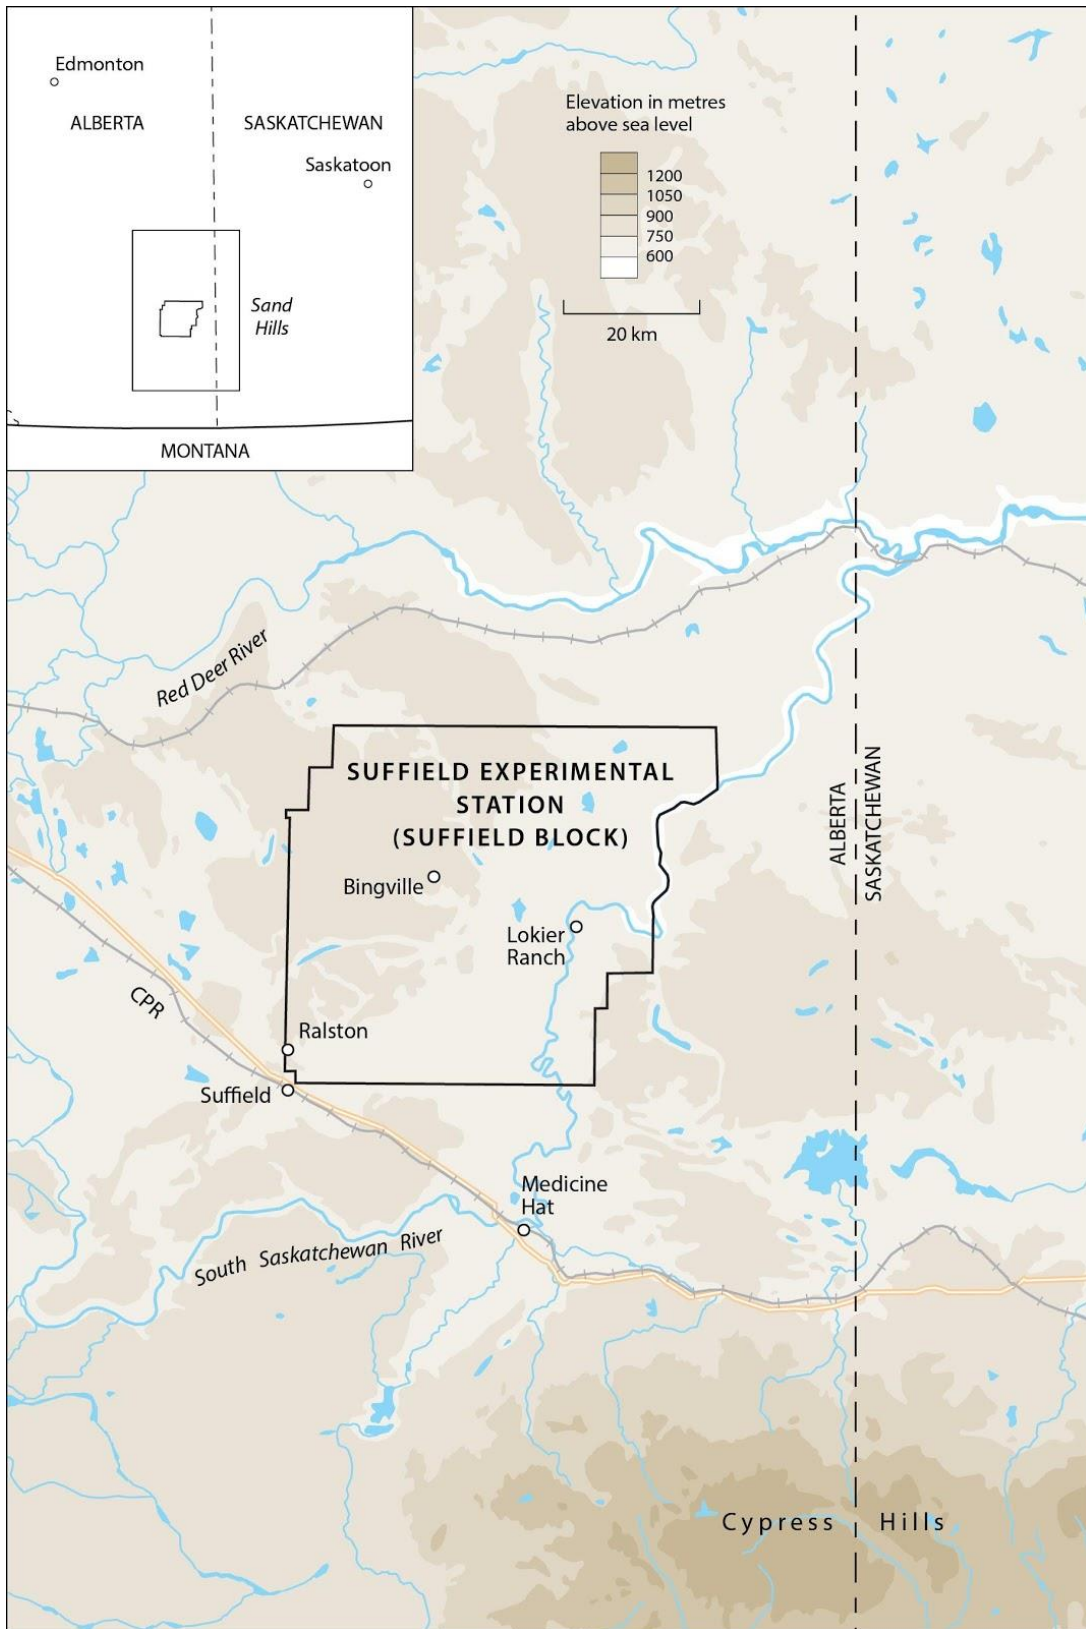 Edmonton
ALBERTA
SASKATCHEWAN
Saskatoon
Sand
Hills
MONTANA
Elevation in metres
above sea level
1200
1050
900
750
600
20 km
Red Deer River
SUFFIELD EXPERIMENTAL
STATION
(SUFFIELD BLOCK)
ALBERTA
SASKATCHEWAN
Bingville
Lokier
Ranch
CPR
Ralston
Suffield
Medicine
Hat
South Saskatchewan River
Cypress Hills